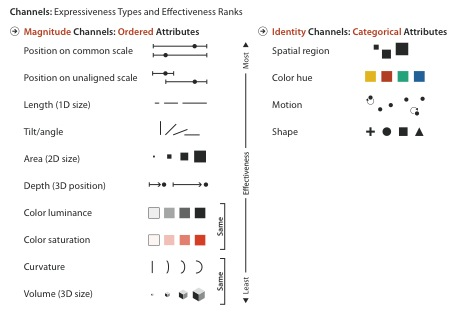 Channels: Expressiveness Types and Effectiveness Ranks
Magnitude Channels: Ordered Attributes
Position on common scale
Position on unaligned scale
Length (1D size)
Tilt/angle
Area (2D size)
Depth (3D position)
Color luminance
Color saturation
Curvature
Volume (3D size)
Same
Same
Most
Effectiveness
Least
Identity Channels: Categorical Attributes
Spatial region
Color hue
Motion
Shape